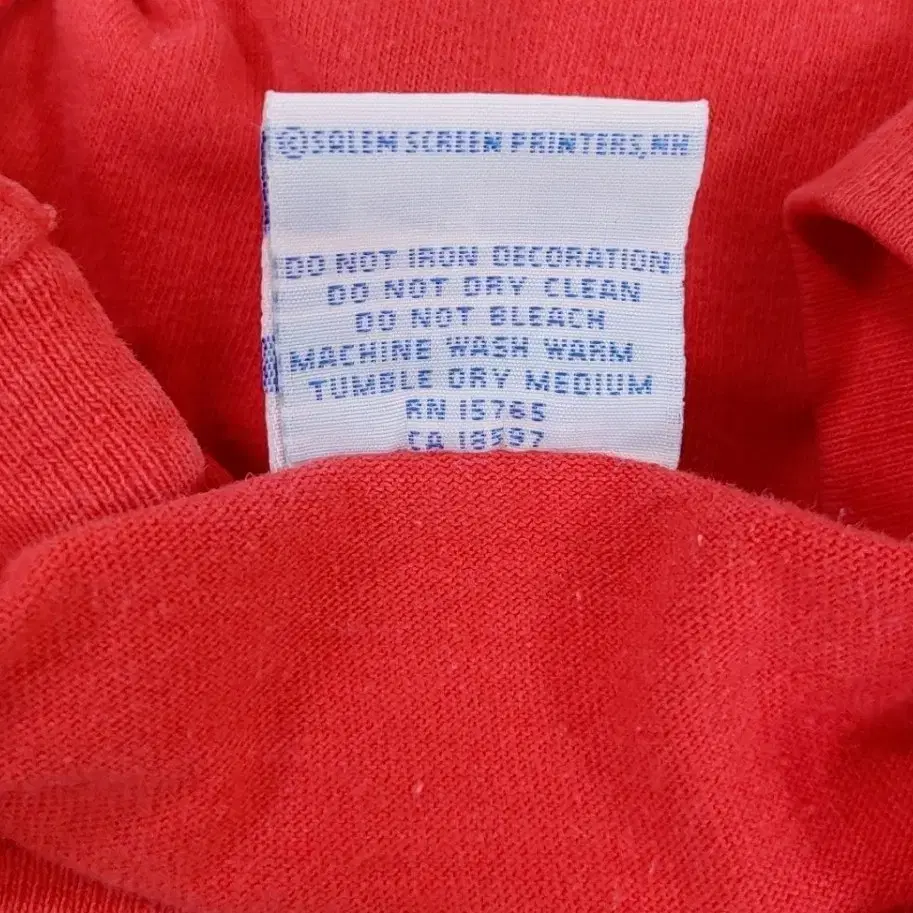 ©SALEM SCREEN PRINTERS,NH
DO NOT IRON DECORATION
DO NOT DRY CLEAN
DO NOT BLEACH
MACHINE WASH WARM
TUMBLE DRY MEDIUM
RN 15765
CA 18597